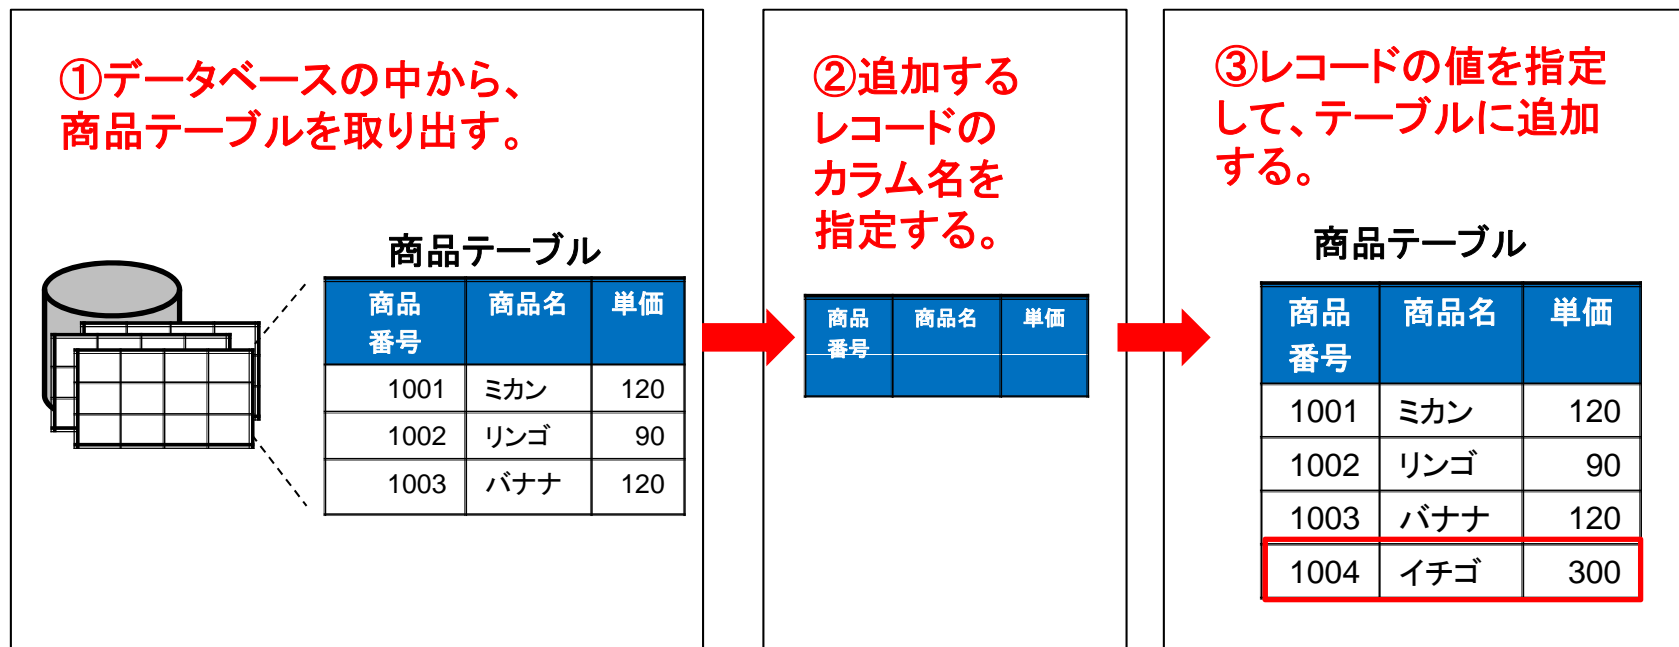 ①データベースの中から、
商品テーブルを取り出す。
商品テーブル
商品
番号
商品名
単価
1001 ミカン 120
1002 リンゴ 90
1003 バナナ 120
②追加する
レコードの
カラム名を
指定する。
商品
番号
商品名
単価
③レコードの値を指定
して、テーブルに追加
する。
商品テーブル
商品
番号
商品名
単価
1001 ミカン 120
1002 リンゴ 90
1003 バナナ 120
1004 イチゴ 300